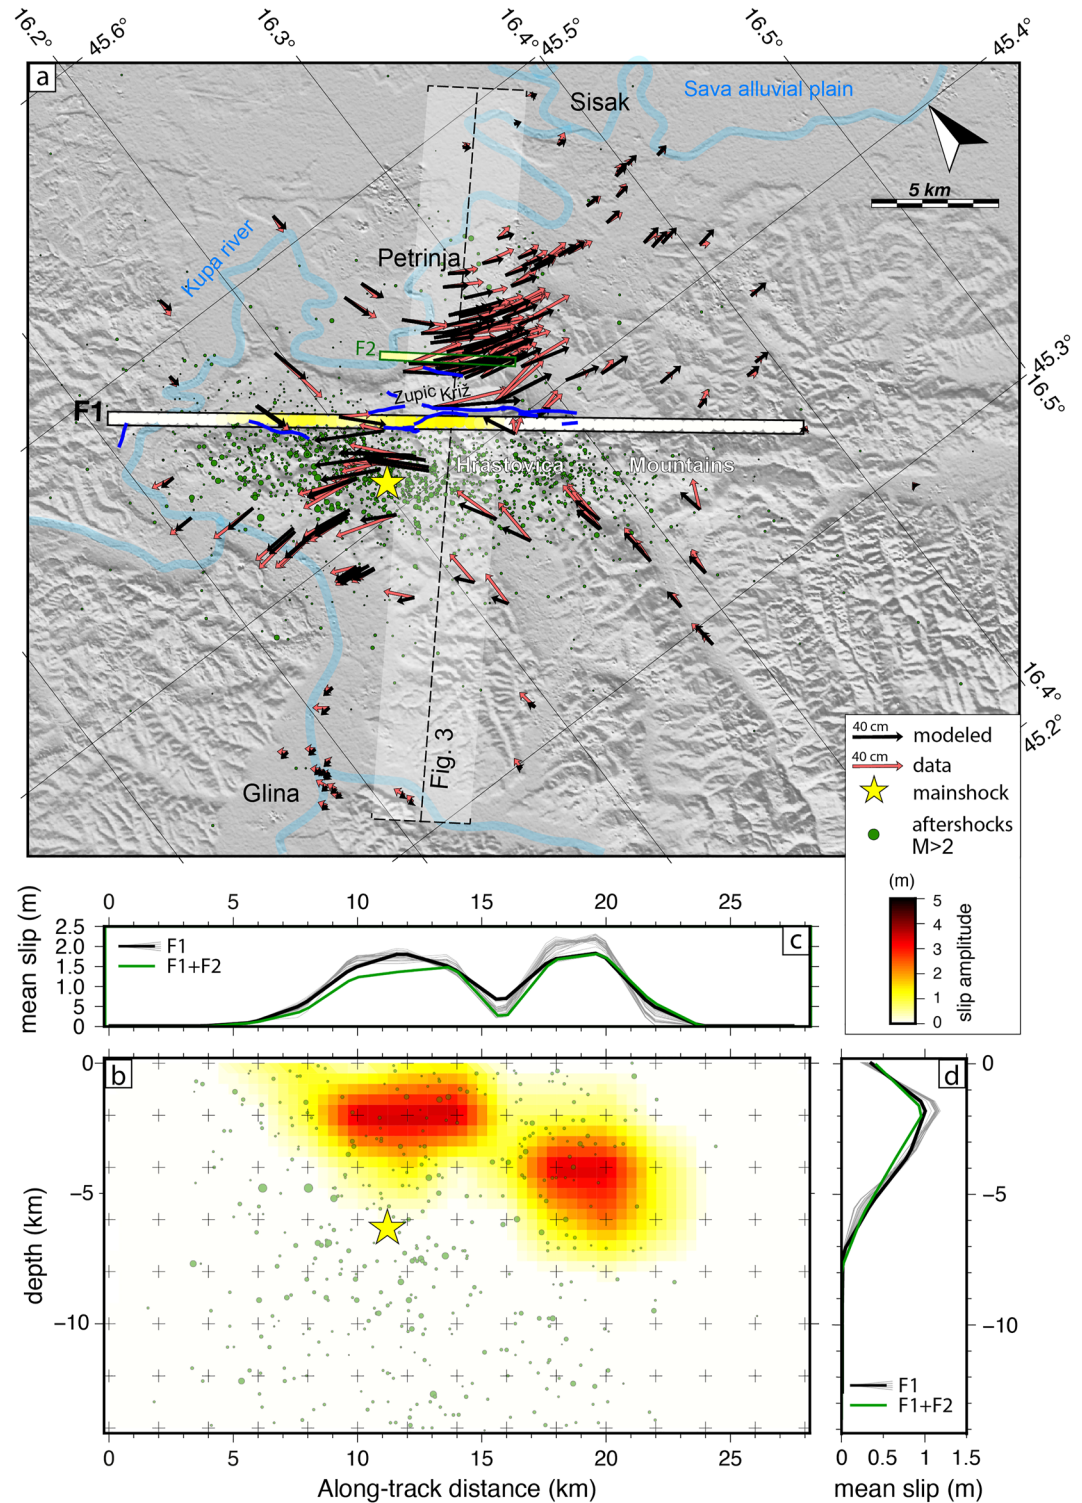 16.2°
45.6°
16.3°
16.4°
45.5°
16.5°
45.4°
a
Sisak
Sava alluvial plain
5 km
Kupa river
Petrinja
F2
45.3°
16.5°
Zupic Križ
F1
Hrastovica
Mountains
16.4°
45.2°
Fig. 3
Glina
40 cm
modeled
40 cm
data
mainshock
aftershocks
M>2
(m)
5
4
3
2
1
0
slip amplitude
0 5 10 15 20 25
mean slip (m)
2.5
2.0
1.5
1.0
5
0
F1
F1+F2
c
b
depth (km)
0
−5
−10
0 5 10 15 20 25
Along-track distance (km)
d
0
−5
−10
F1
F1+F2
0 0.5 1 1.5
mean slip (m)